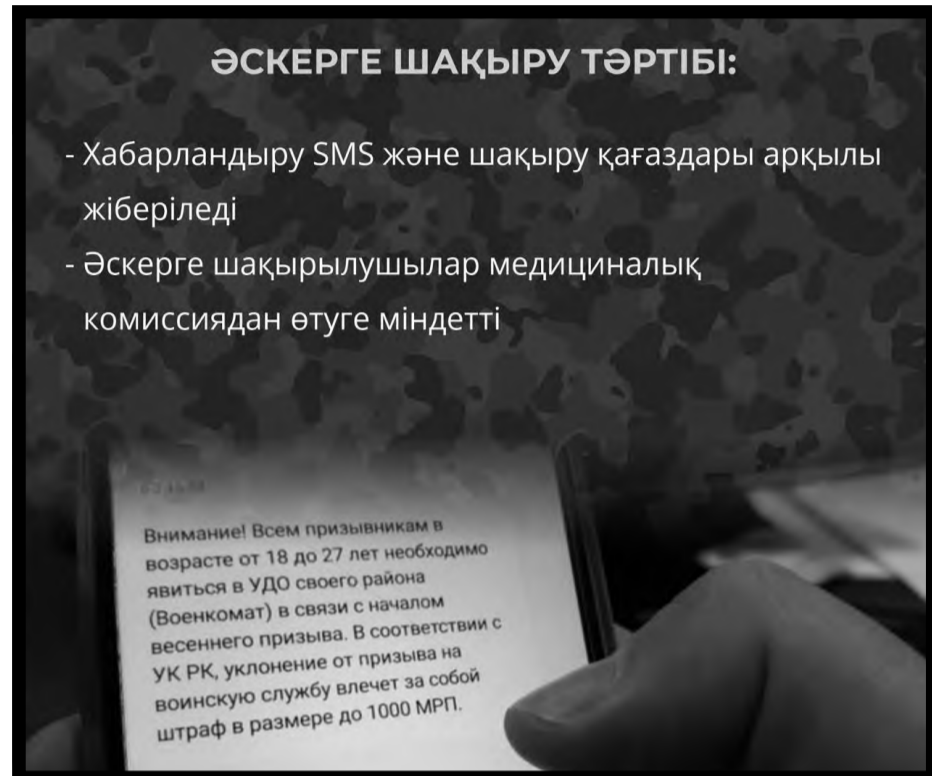 ӘСКЕРГЕ ШАҚЫРУ ТӘРТІБІ:
- Хабарландыру SMS және шақыру қағаздары арқылы
жіберіледі
- Әскерге шақырылушылар медициналық
комиссиядан өтуге міндетті
Внимание! Всем призывникам в
возрасте от 18 до 27 лет необходимо
явиться в УДО своего района
(Военкомат) в связи с началом
весеннего призыва. В соответствии с
УК РК, уклонение от призыва на
воинскую службу влечет за собой
штраф в размере до 1000 МРП.